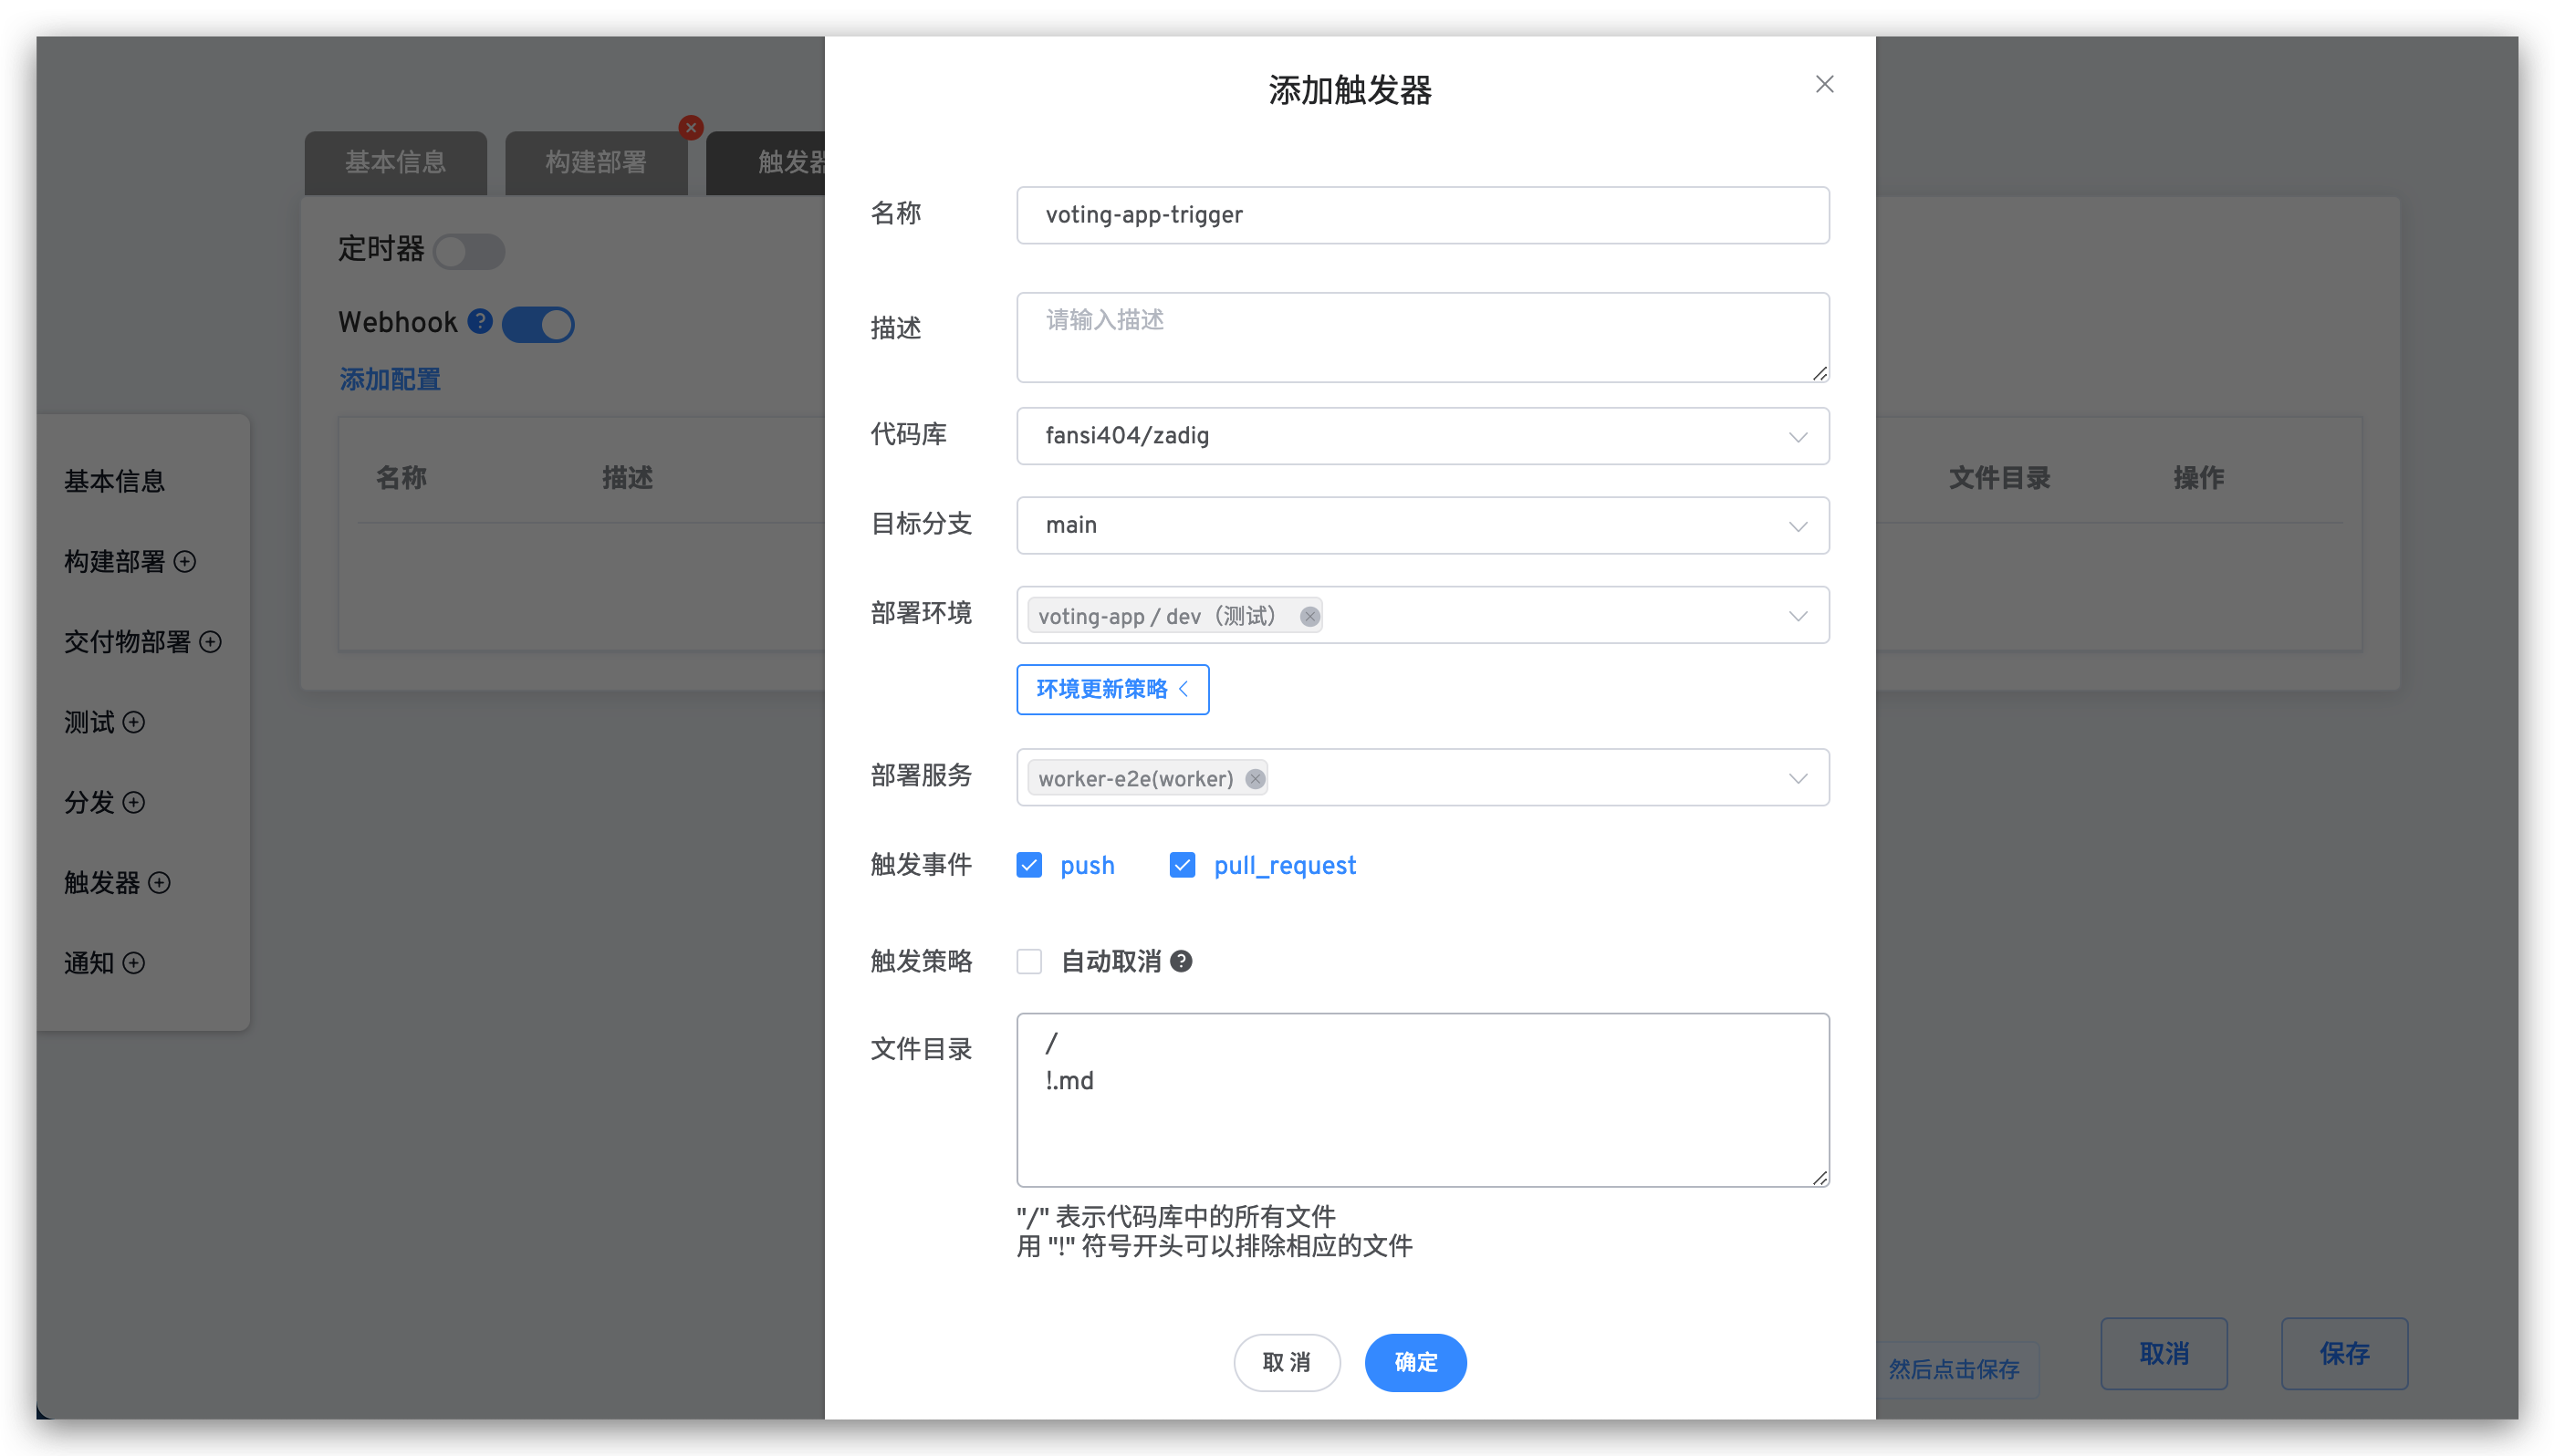 添加触发器
基本信息
构建部署
触发器
定时器
Webhook
添加配置
名称
描述
文件目录
操作
基本信息
构建部署
交付物部署
测试
分发
触发器
通知
名称
voting-app-trigger
描述
请输入描述
代码库
fansi404/zadig
目标分支
main
部署环境
voting-app / dev（测试）
环境更新策略
部署服务
worker-e2e(worker)
触发事件
push
pull_request
触发策略
自动取消
文件目录
/
!.md
"/" 表示代码库中的所有文件
用 "!" 符号开头可以排除相应的文件
取 消
确定
然后点击保存
取消
保存